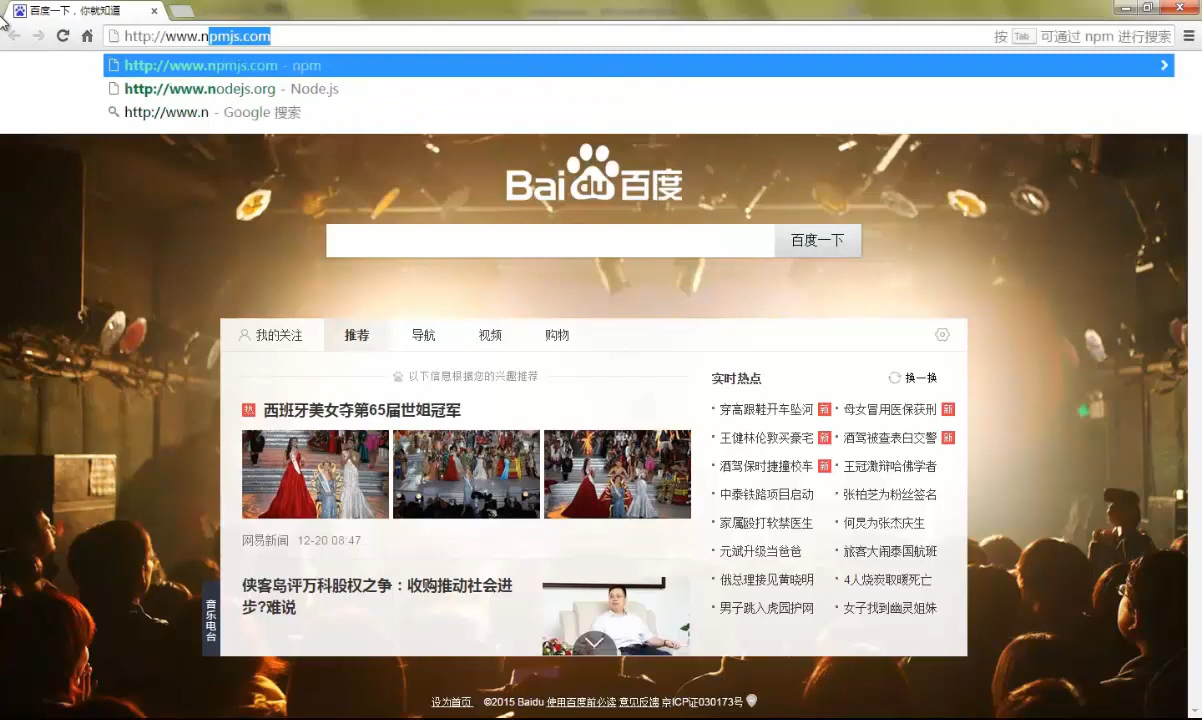 百度一下，你就知道
http://www.npmjs.com
按 Tab 可通过 npm 进行搜索
http://www.npmjs.com - npm
http://www.nodejs.org - Node.js
http://www.n - Google 搜索
Bai du 百度
百度一下
我的关注 推荐 导航 视频 购物
以下信息根据您的兴趣推荐
热 西班牙美女夺第65届世姐冠军
网易新闻 12-20 08:47
侠客岛评万科股权之争：收购推动社会进
步?难说
实时热点 换一换
穿高跟鞋开车坠河 新 母女冒用医保获刑 新
王健林伦敦买豪宅 新 酒驾被查表白交警 新
酒驾保时捷撞校车 新 王冠激辩哈佛学者
中泰铁路项目启动 张柏芝为粉丝签名
家属殴打软禁医生 何炅为张杰庆生
元斌升级当爸爸 旅客大闹泰国航班
俄总理接见黄晓明 4人烧炭取暖死亡
男子跳入虎园护网 女子找到幽灵姐妹
音乐电台
设为首页 ©2015 Baidu 使用百度前必读 意见反馈 京ICP证030173号